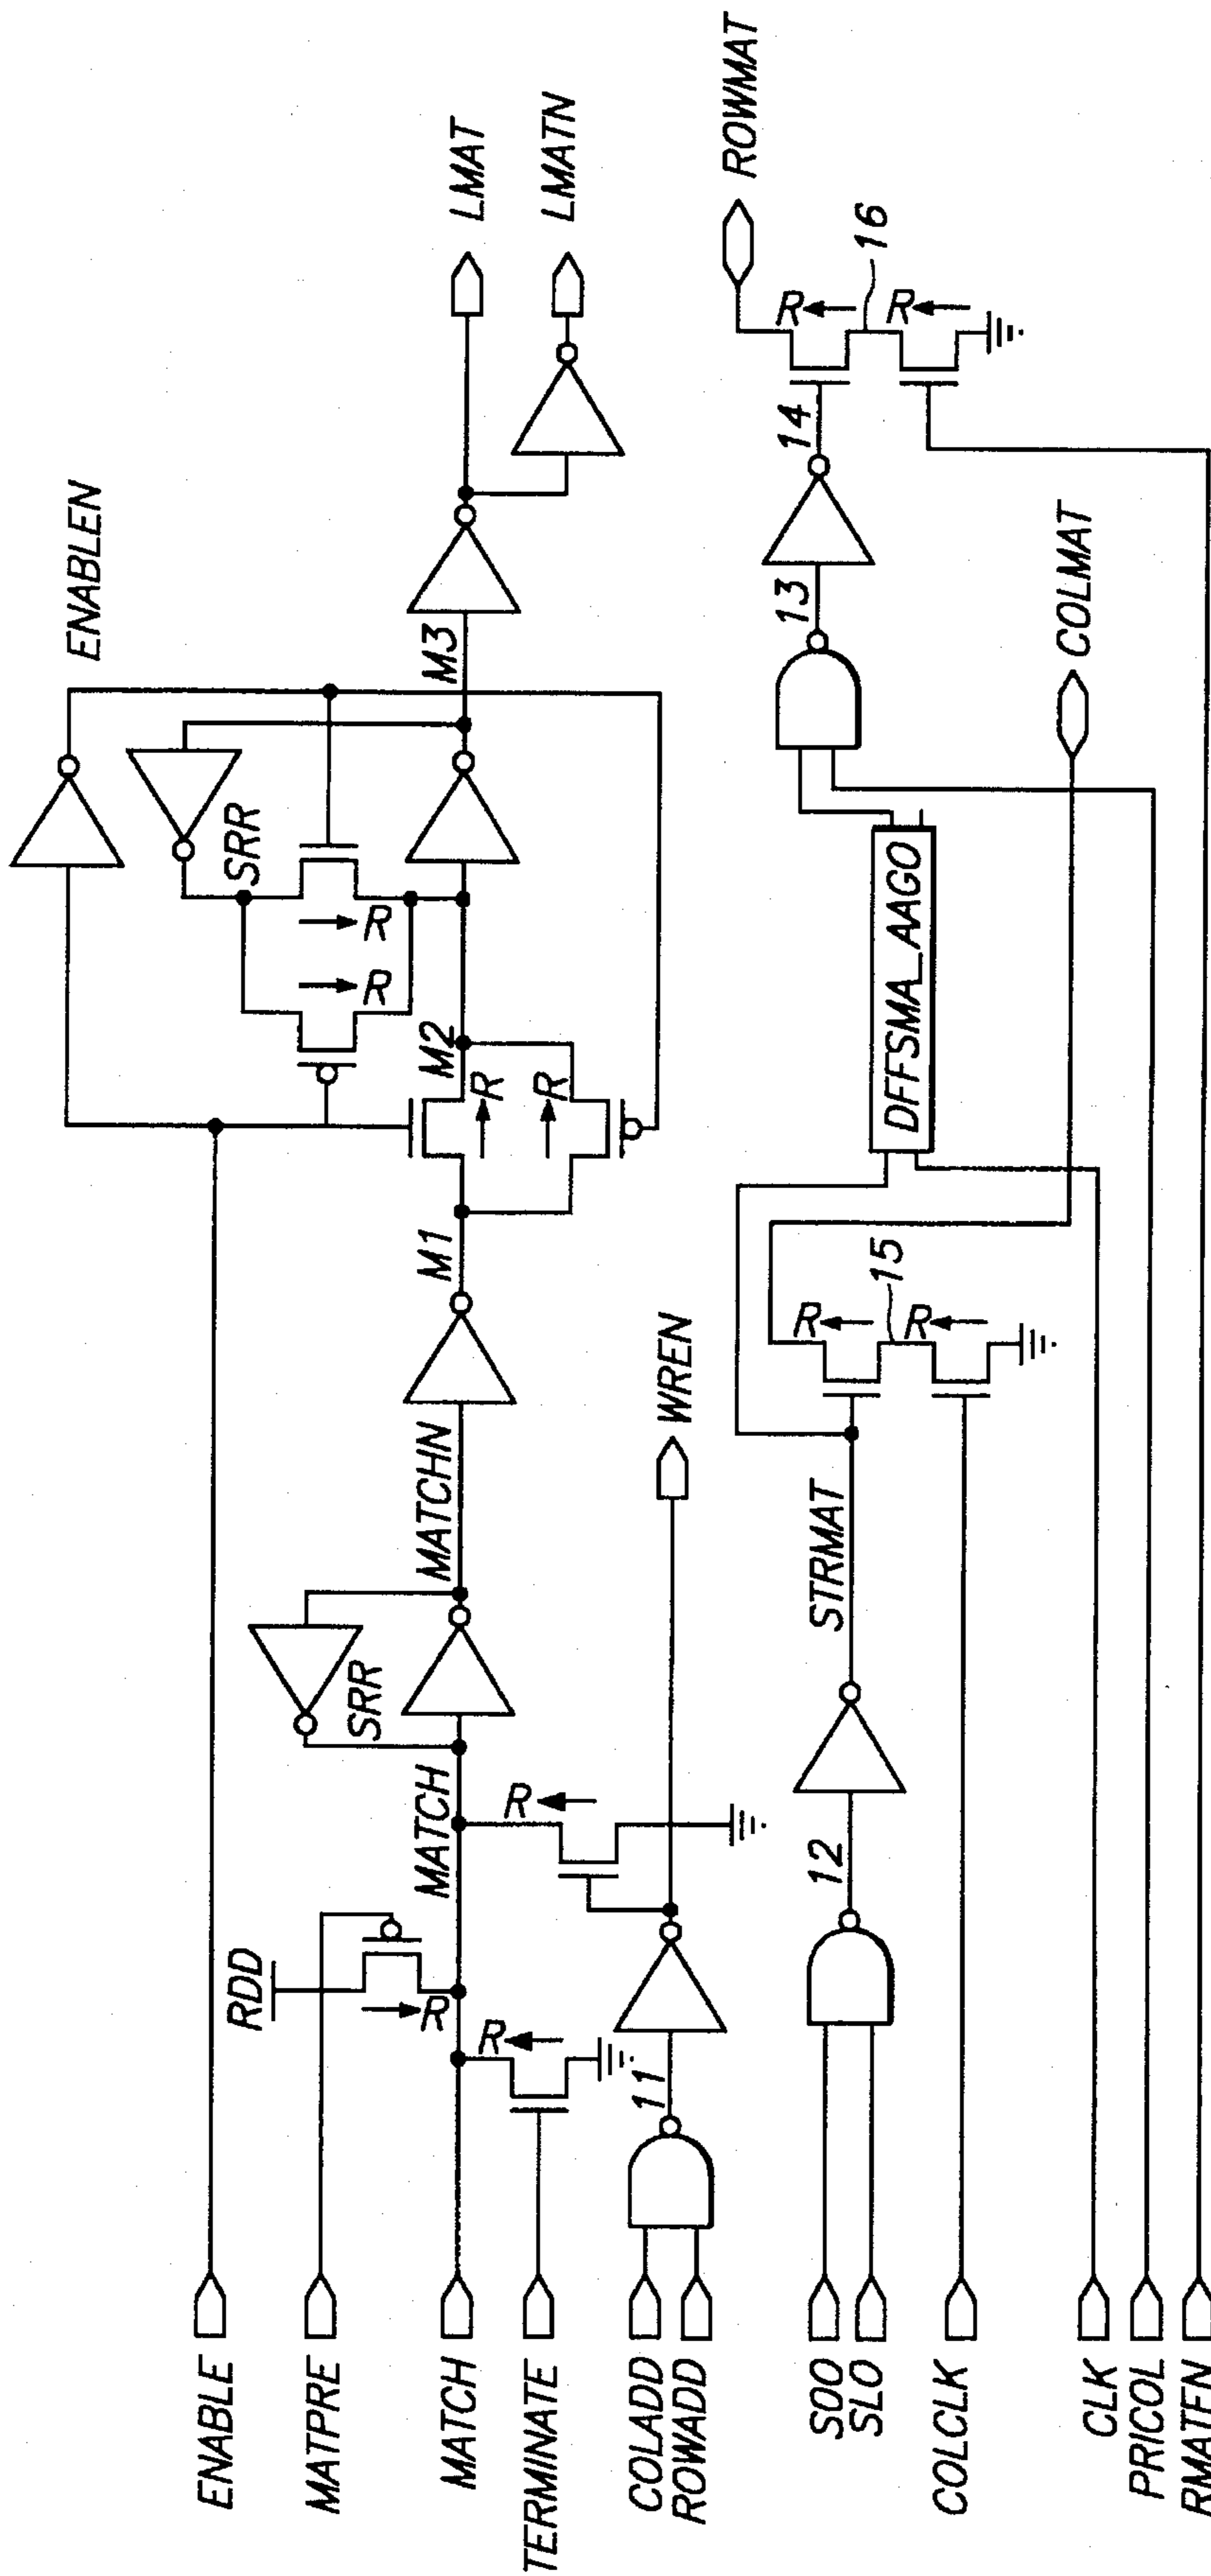 ENABLE
MATPRE
MATCH
TERMINATE
COLADD
ROWADD
SOO
SLO
COLCLK
CLK
PRICOL
RMATFN
ENABLEN
RDD
R
R
MATCH
R
SRR
MATCHN
M1
M2
R
R
R
R
SRR
M3
LMAT
LMATN
11
WREN
12
STRMAT
R
15
R
DFFSMA_AAGO
COLMAT
13
14
R
16
R
ROWMAT